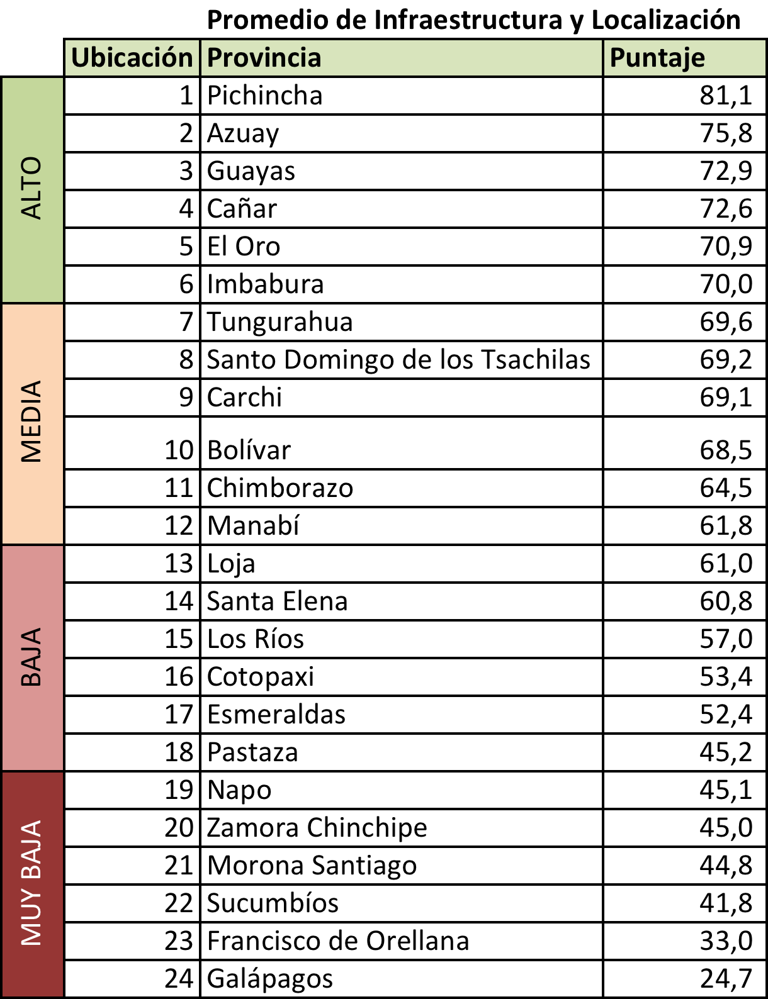 Promedio de Infraestructura y Localización
Ubicación Provincia Puntaje
ALTO
1 Pichincha 81,1
2 Azuay 75,8
3 Guayas 72,9
4 Cañar 72,6
5 El Oro 70,9
6 Imbabura 70,0
MEDIA
7 Tungurahua 69,6
8 Santo Domingo de los Tsachilas 69,2
9 Carchi 69,1
10 Bolívar 68,5
11 Chimborazo 64,5
12 Manabí 61,8
BAJA
13 Loja 61,0
14 Santa Elena 60,8
15 Los Ríos 57,0
16 Cotopaxi 53,4
17 Esmeraldas 52,4
18 Pastaza 45,2
MUY BAJA
19 Napo 45,1
20 Zamora Chinchipe 45,0
21 Morona Santiago 44,8
22 Sucumbíos 41,8
23 Francisco de Orellana 33,0
24 Galápagos 24,7